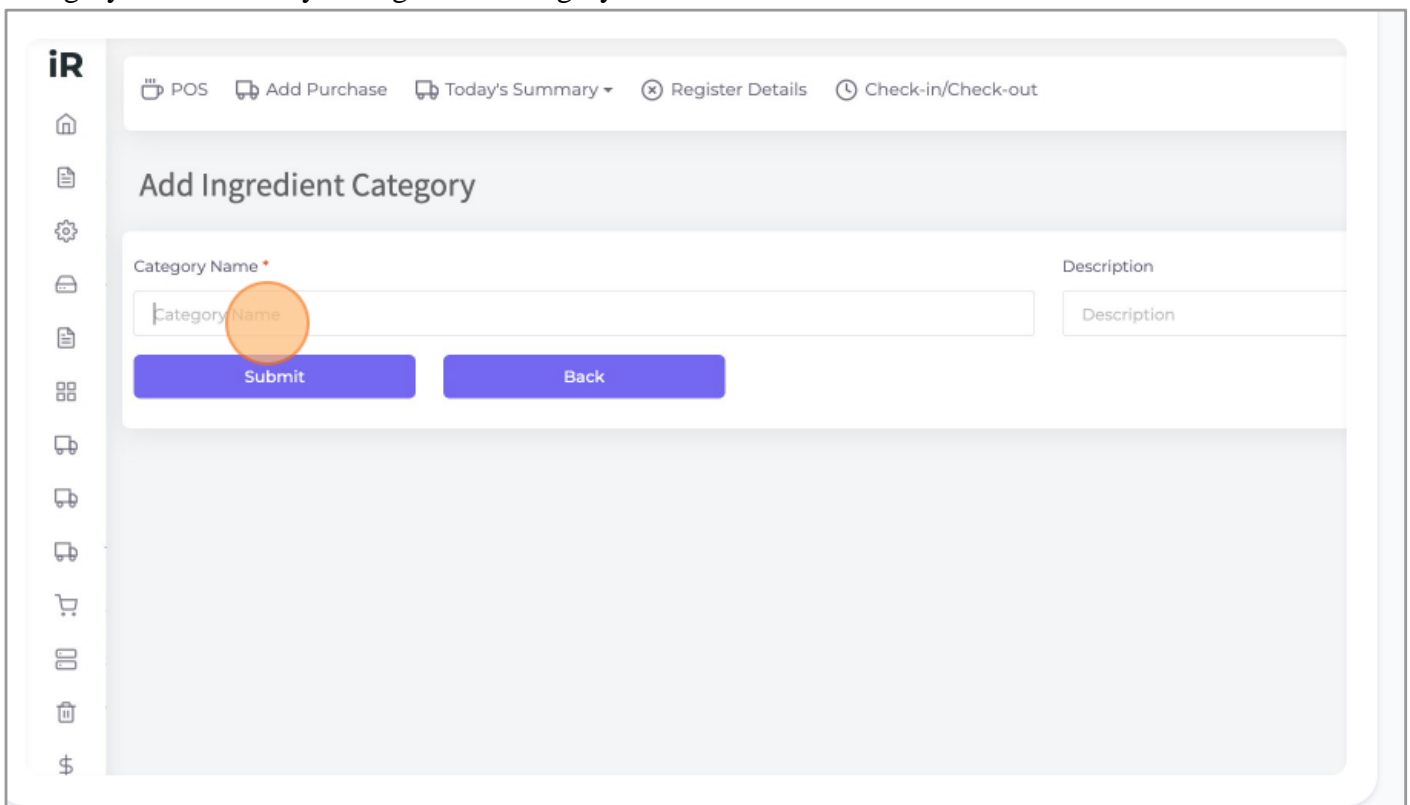 iR
POS Add Purchase Today's Summary Register Details Check-in/Check-out
Add Ingredient Category
Category Name * Description
Category Name Description
Submit Back
$